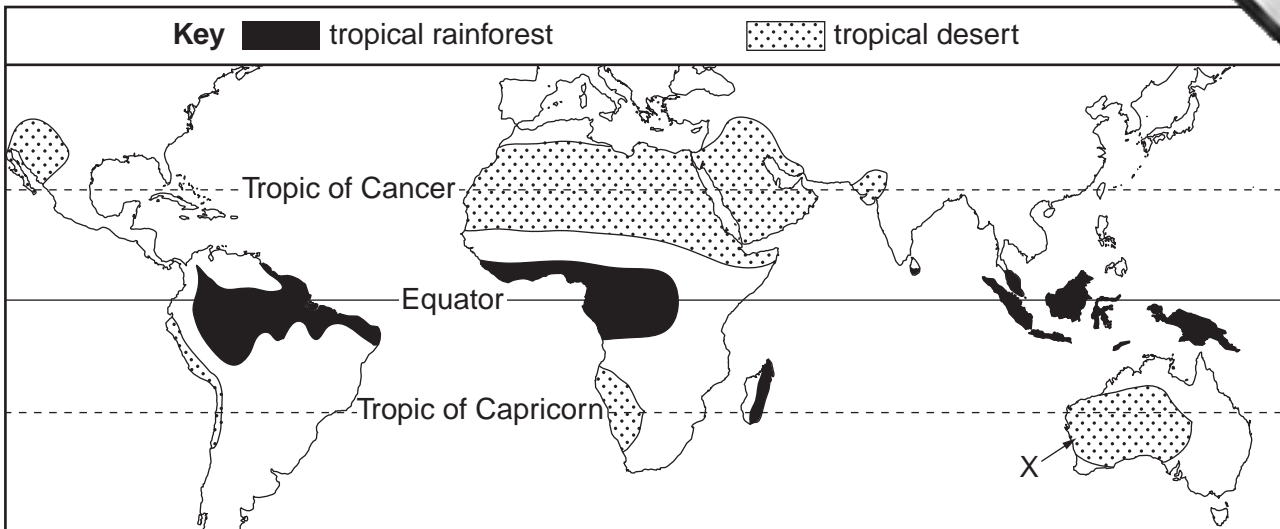 Key tropical rainforest tropical desert
Tropic of Cancer
Equator
Tropic of Capricorn
X